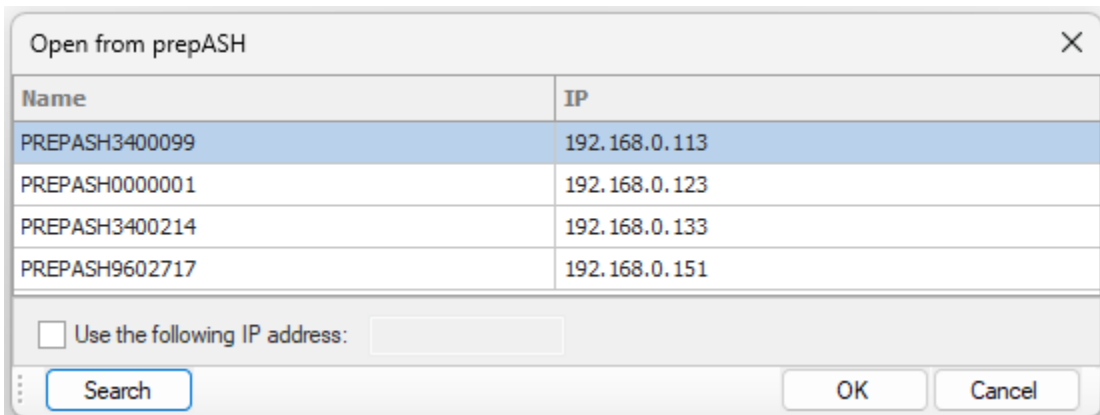 Open from prepASH
Name IP
PREPASH3400099 192.168.0.113
PREPASH0000001 192.168.0.123
PREPASH3400214 192.168.0.133
PREPASH9602717 192.168.0.151
Use the following IP address:
Search OK Cancel